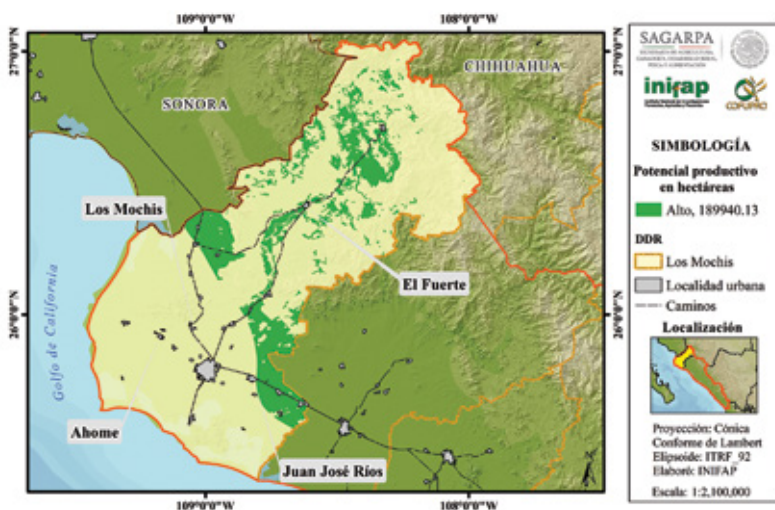 109°0'0"W
108°0'0"W
27°0'0"N
27°0'0"N
CHIHUAHUA
SONORA
Los Mochis
El Fuerte
26°0'0"N
26°0'0"N
Golfo de California
Ahome
Juan José Ríos
109°0'0"W
108°0'0"W
SAGARPA
inifap
SIMBOLOGÍA
Potencial productivo
en hectáreas
Alto, 189940.13
DDR
Los Mochis
Localidad urbana
Caminos
Localización
Proyección: Cónica
Conforme de Lambert
Elipsoide: ITRF_92
Elaboró: INIFAP
Escala: 1:2,100,000